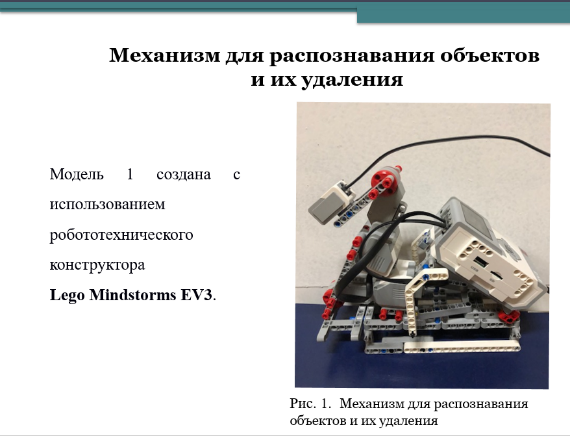 Механизм для распознавания объектов
и их удаления
Модель 1 создана с
использованием
робототехнического
конструктора
Lego Mindstorms EV3.
Рис. 1. Механизм для распознавания
объектов и их удаления